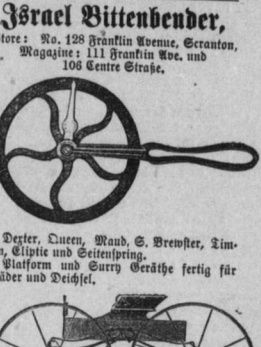 Israel Bittenbender,
Store: No. 128 Franklin Avenue, Scranton,
Magazine: 111 Franklin Ave. und
106 Centre Straße.
Dexter, Queen, Maud, S. Brewster, Tim-
n, Eliptic und Seitenspring.
Platform und Surry Geräthe fertig für
äder und Deichsel.